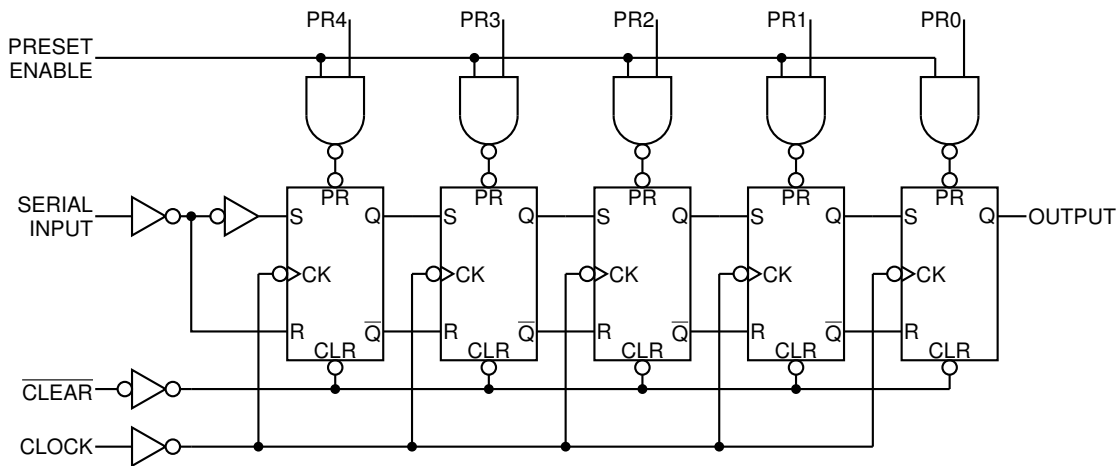 PR4 PR3 PR2 PR1 PR0
PRESET
ENABLE
PR PR PR PR PR
SERIAL
INPUT
S Q S Q S Q S Q S Q OUTPUT
CK CK CK CK CK
R Q̅ R Q̅ R Q̅ R Q̅ R
CLR CLR CLR CLR CLR
C̅L̅E̅A̅R̅
CLOCK